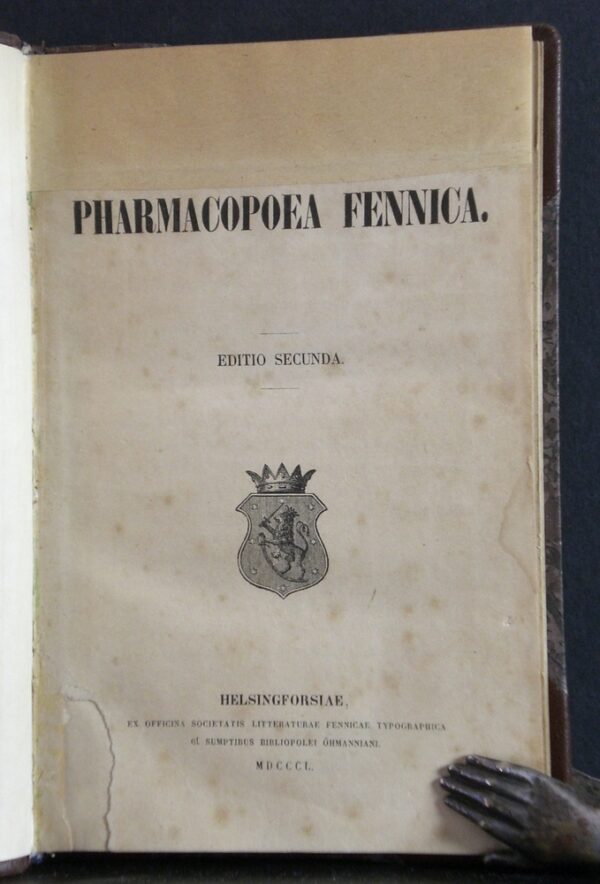 PHARMACOPOEA FENNICA.
EDITIO SECUNDA.
HELSINGFORSIAE,
EX OFFICINA SOCIETATIS LITTERATURAE FENNICAE TYPOGRAPHICA
et SUMPTIBUS BIBLIOPOLEI ÖHMANNIANI.
MDCCCL.